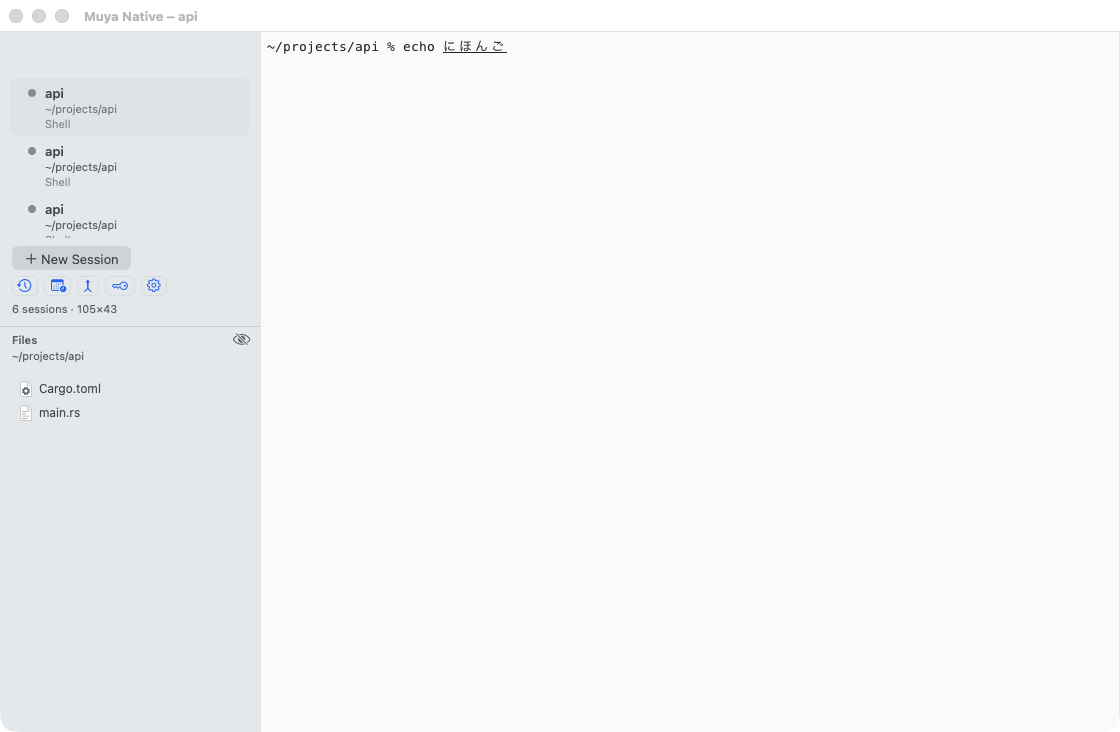 Muya Native – api
api
~/projects/api
Shell
api
~/projects/api
Shell
api
~/projects/api
+ New Session
6 sessions · 105×43
Files
~/projects/api
Cargo.toml
main.rs
~/projects/api % echo にほんご